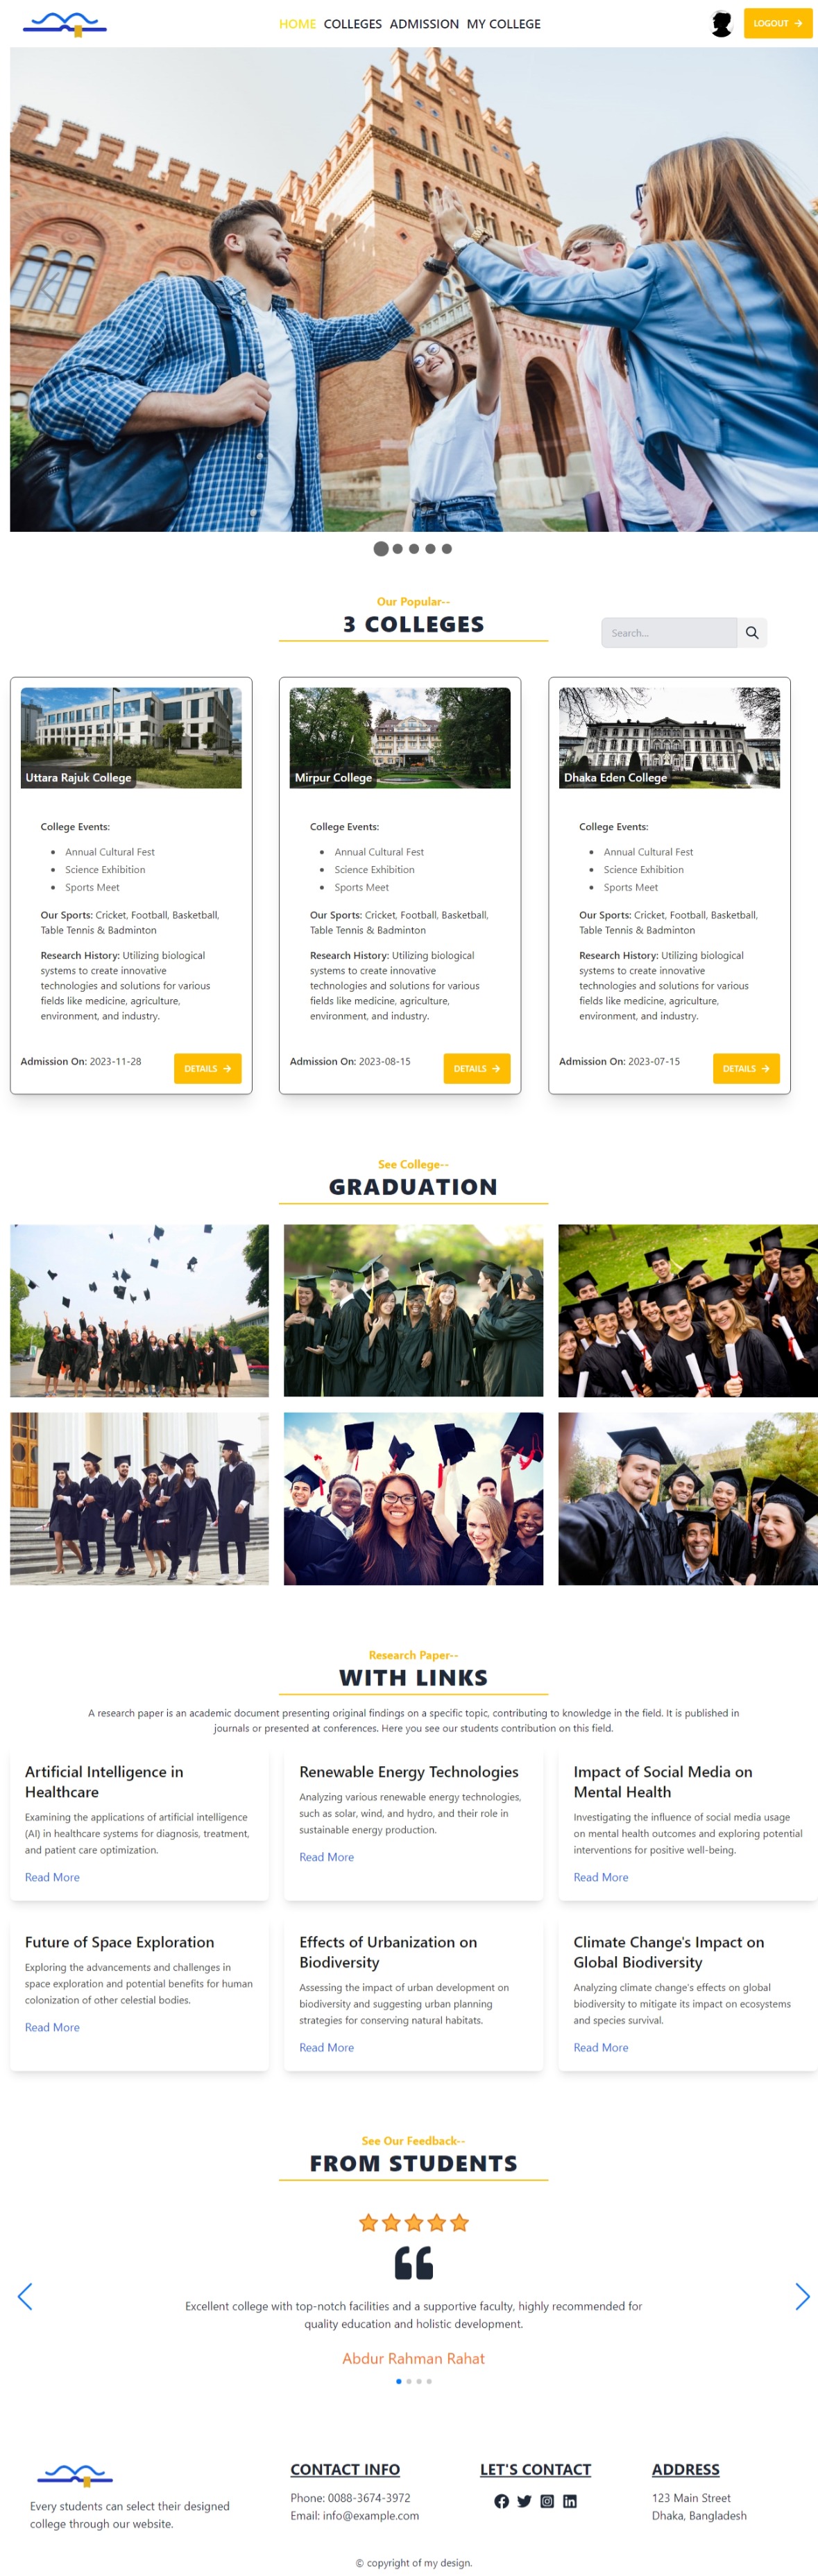 HOME COLLEGES ADMISSION MY COLLEGE
LOGOUT
Our Popular--
3 COLLEGES
Search...
Uttara Rajuk College
College Events:
Annual Cultural Fest
Science Exhibition
Sports Meet
Our Sports: Cricket, Football, Basketball,
Table Tennis & Badminton
Research History: Utilizing biological
systems to create innovative
technologies and solutions for various
fields like medicine, agriculture,
environment, and industry.
Admission On: 2023-11-28
DETAILS
Mirpur College
College Events:
Annual Cultural Fest
Science Exhibition
Sports Meet
Our Sports: Cricket, Football, Basketball,
Table Tennis & Badminton
Research History: Utilizing biological
systems to create innovative
technologies and solutions for various
fields like medicine, agriculture,
environment, and industry.
Admission On: 2023-08-15
DETAILS
Dhaka Eden College
College Events:
Annual Cultural Fest
Science Exhibition
Sports Meet
Our Sports: Cricket, Football, Basketball,
Table Tennis & Badminton
Research History: Utilizing biological
systems to create innovative
technologies and solutions for various
fields like medicine, agriculture,
environment, and industry.
Admission On: 2023-07-15
DETAILS
See College--
GRADUATION
Research Paper--
WITH LINKS
A research paper is an academic document presenting original findings on a specific topic, contributing to knowledge in the field. It is published in
journals or presented at conferences. Here you see our students contribution on this field.
Artificial Intelligence in
Healthcare
Examining the applications of artificial intelligence
(AI) in healthcare systems for diagnosis, treatment,
and patient care optimization.
Read More
Renewable Energy Technologies
Analyzing various renewable energy technologies,
such as solar, wind, and hydro, and their role in
sustainable energy production.
Read More
Impact of Social Media on
Mental Health
Investigating the influence of social media usage
on mental health outcomes and exploring potential
interventions for positive well-being.
Read More
Future of Space Exploration
Exploring the advancements and challenges in
space exploration and potential benefits for human
colonization of other celestial bodies.
Read More
Effects of Urbanization on
Biodiversity
Assessing the impact of urban development on
biodiversity and suggesting urban planning
strategies for conserving natural habitats.
Read More
Climate Change's Impact on
Global Biodiversity
Analyzing climate change's effects on global
biodiversity to mitigate its impact on ecosystems
and species survival.
Read More
See Our Feedback--
FROM STUDENTS
Excellent college with top-notch facilities and a supportive faculty, highly recommended for
quality education and holistic development.
Abdur Rahman Rahat
Every students can select their designed
college through our website.
CONTACT INFO
Phone: 0088-3674-3972
Email: info@example.com
LET'S CONTACT
ADDRESS
123 Main Street
Dhaka, Bangladesh
© copyright of my design.